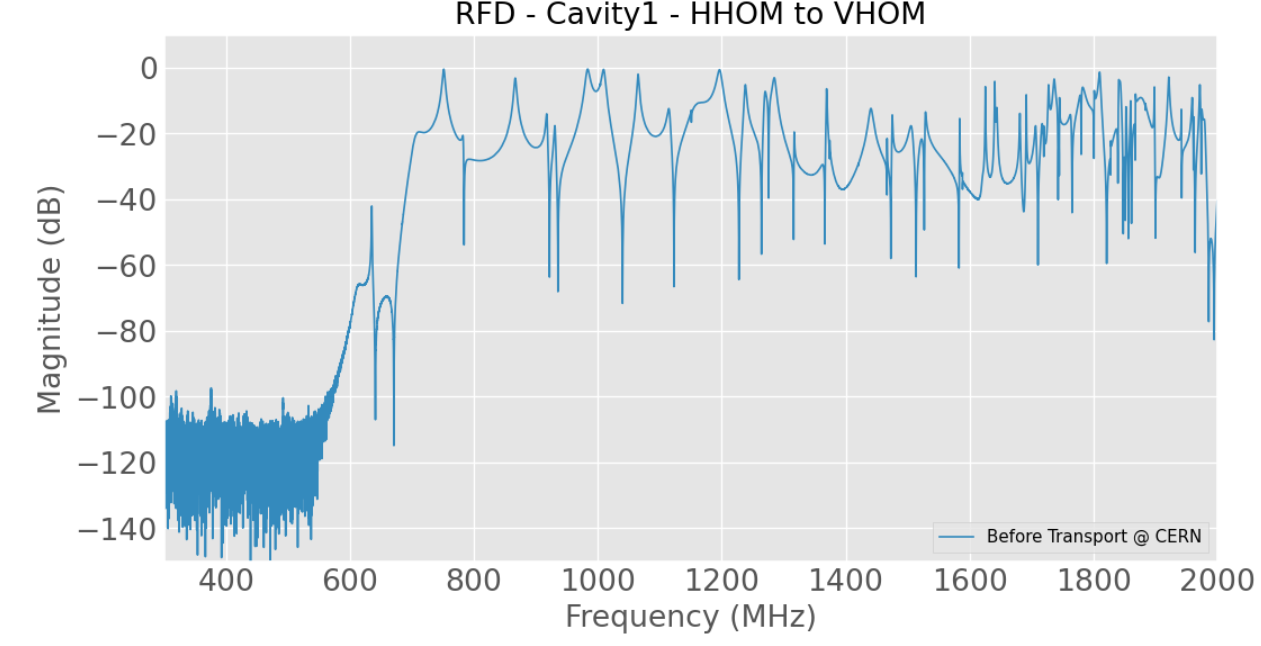 RFD - Cavity1 - HHOM to VHOM
0
−20
−40
−60
−80
−100
−120
−140
Magnitude (dB)
Before Transport @ CERN
400 600 800 1000 1200 1400 1600 1800 2000
Frequency (MHz)